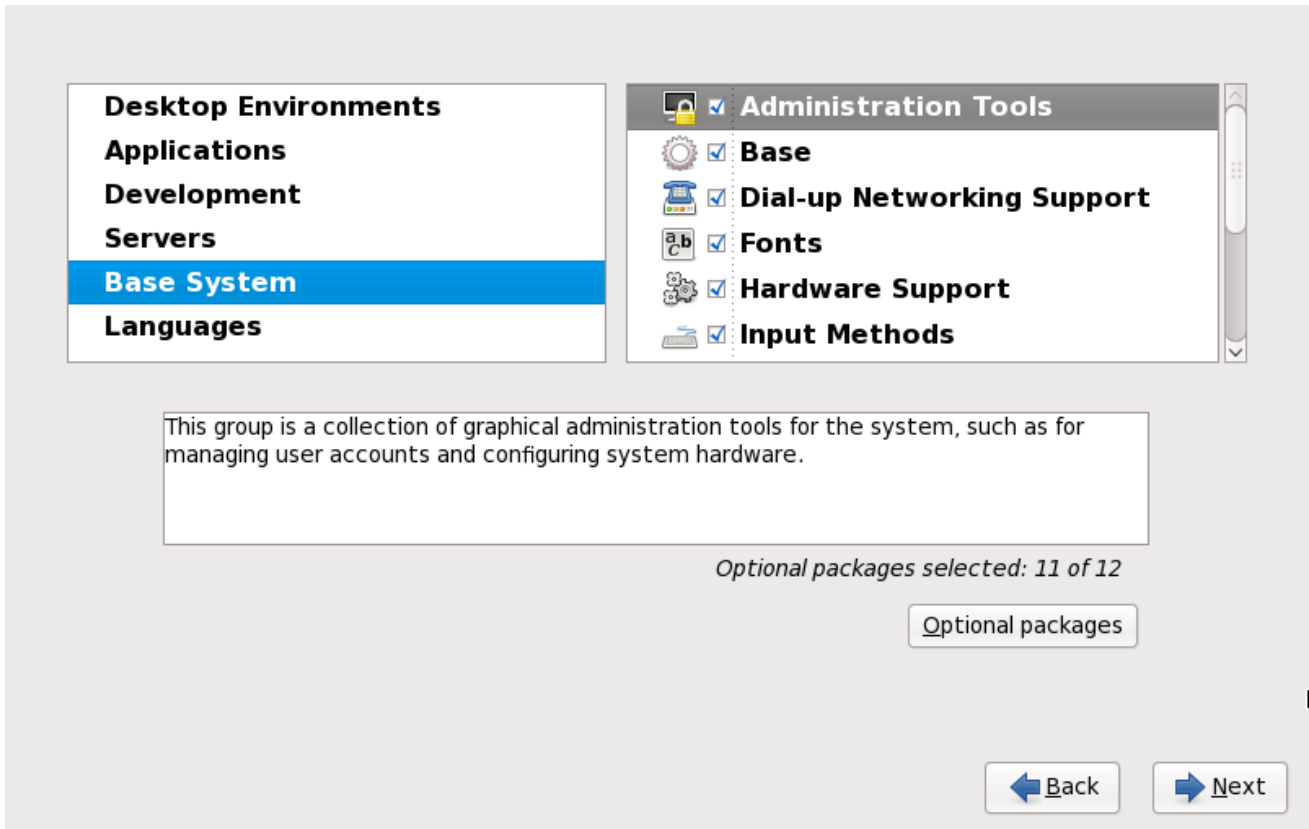 Desktop Environments
Applications
Development
Servers
Base System
Languages
Administration Tools
Base
Dial-up Networking Support
Fonts
Hardware Support
Input Methods
This group is a collection of graphical administration tools for the system, such as for
managing user accounts and configuring system hardware.
Optional packages selected: 11 of 12
Optional packages
Back
Next